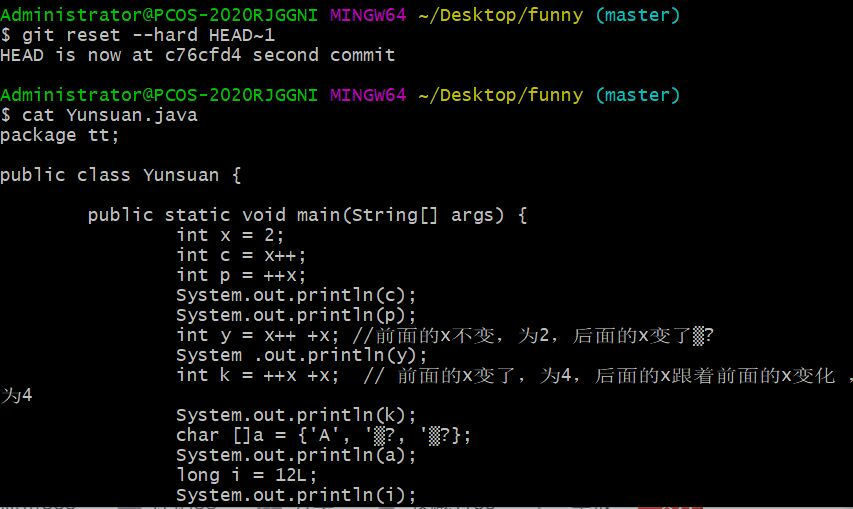 Administrator@PCOS-2020RJGGNI MINGW64 ~/Desktop/funny (master)
$ git reset --hard HEAD~1
HEAD is now at c76cfd4 second commit
Administrator@PCOS-2020RJGGNI MINGW64 ~/Desktop/funny (master)
$ cat Yunsuan.java
package tt;
public class Yunsuan {
public static void main(String[] args) {
int x = 2;
int c = x++;
int p = ++x;
System.out.println(c);
System.out.println(p);
int y = x++ +x; //前面的x不变，为2，后面的x变了▒?
System .out.println(y);
int k = ++x +x;  // 前面的x变了，为4，后面的x跟着前面的x变化 ，
为4
System.out.println(k);
char []a = {'A', '▒?, '▒?};
System.out.println(a);
long i = 12L;
System.out.println(i);